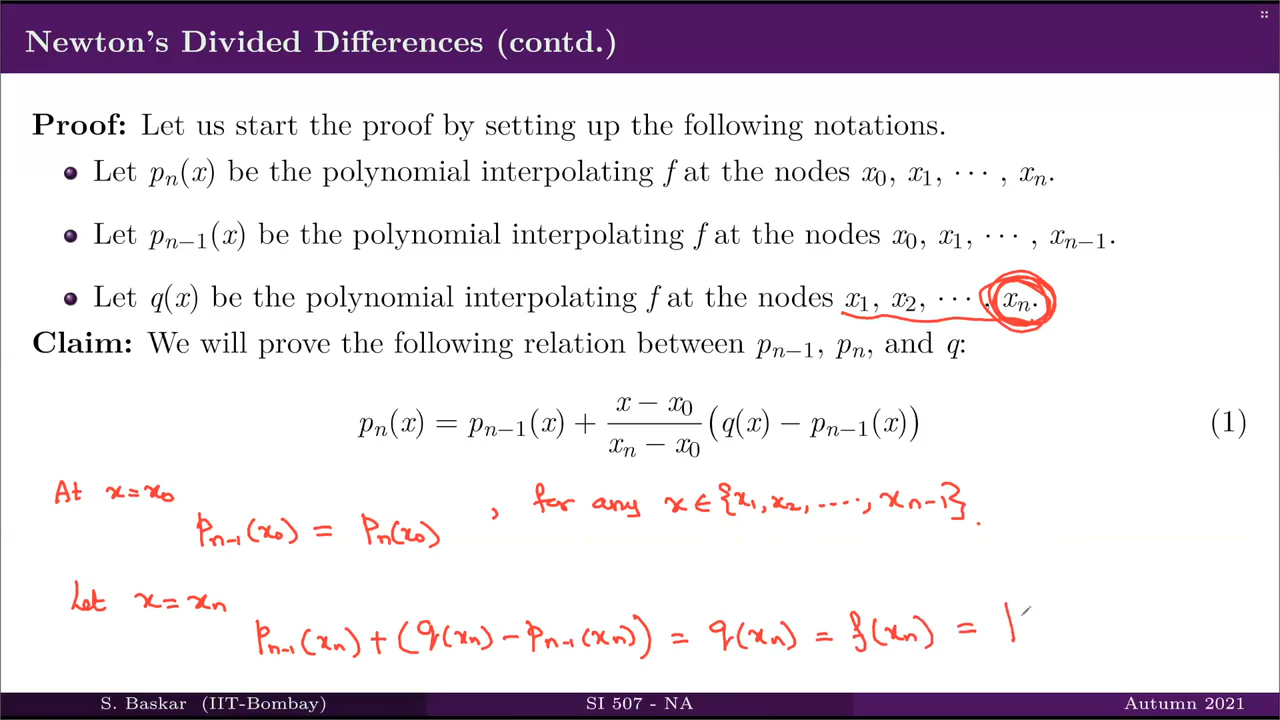 Newton's Divided Differences (contd.)
Proof: Let us start the proof by setting up the following notations.
Let pₙ(x) be the polynomial interpolating f at the nodes x₀, x₁, ⋯ , xₙ.
Let pₙ₋₁(x) be the polynomial interpolating f at the nodes x₀, x₁, ⋯ , xₙ₋₁.
Let q(x) be the polynomial interpolating f at the nodes x₁, x₂, ⋯ , xₙ.
Claim: We will prove the following relation between pₙ₋₁, pₙ, and q:
pₙ(x) = pₙ₋₁(x) + (x − x₀)/(xₙ − x₀) (q(x) − pₙ₋₁(x)) (1)
At x = x₀
pₙ₋₁(x₀) = pₙ(x₀) , for any x ∈ {x₁, x₂, ....., xₙ₋₁}.
Let x = xₙ
pₙ₋₁(xₙ) + (q(xₙ) − pₙ₋₁(xₙ)) = q(xₙ) = f(xₙ) =
S. Baskar (IIT-Bombay) SI 507 - NA Autumn 2021